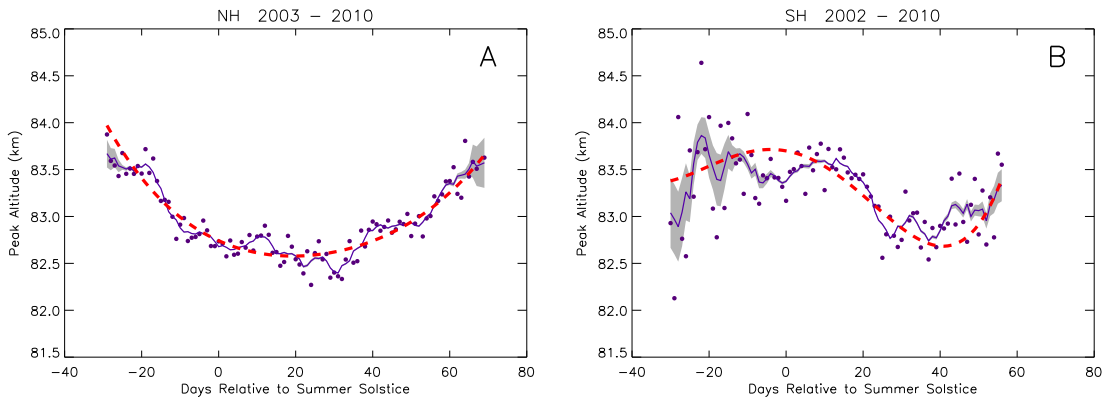 NH 2003 – 2010
A
85.0
84.5
84.0
83.5
83.0
82.5
82.0
81.5
Peak Altitude (km)
−40 −20 0 20 40 60 80
Days Relative to Summer Solstice
SH 2002 – 2010
B
85.0
84.5
84.0
83.5
83.0
82.5
82.0
81.5
Peak Altitude (km)
−40 −20 0 20 40 60 80
Days Relative to Summer Solstice